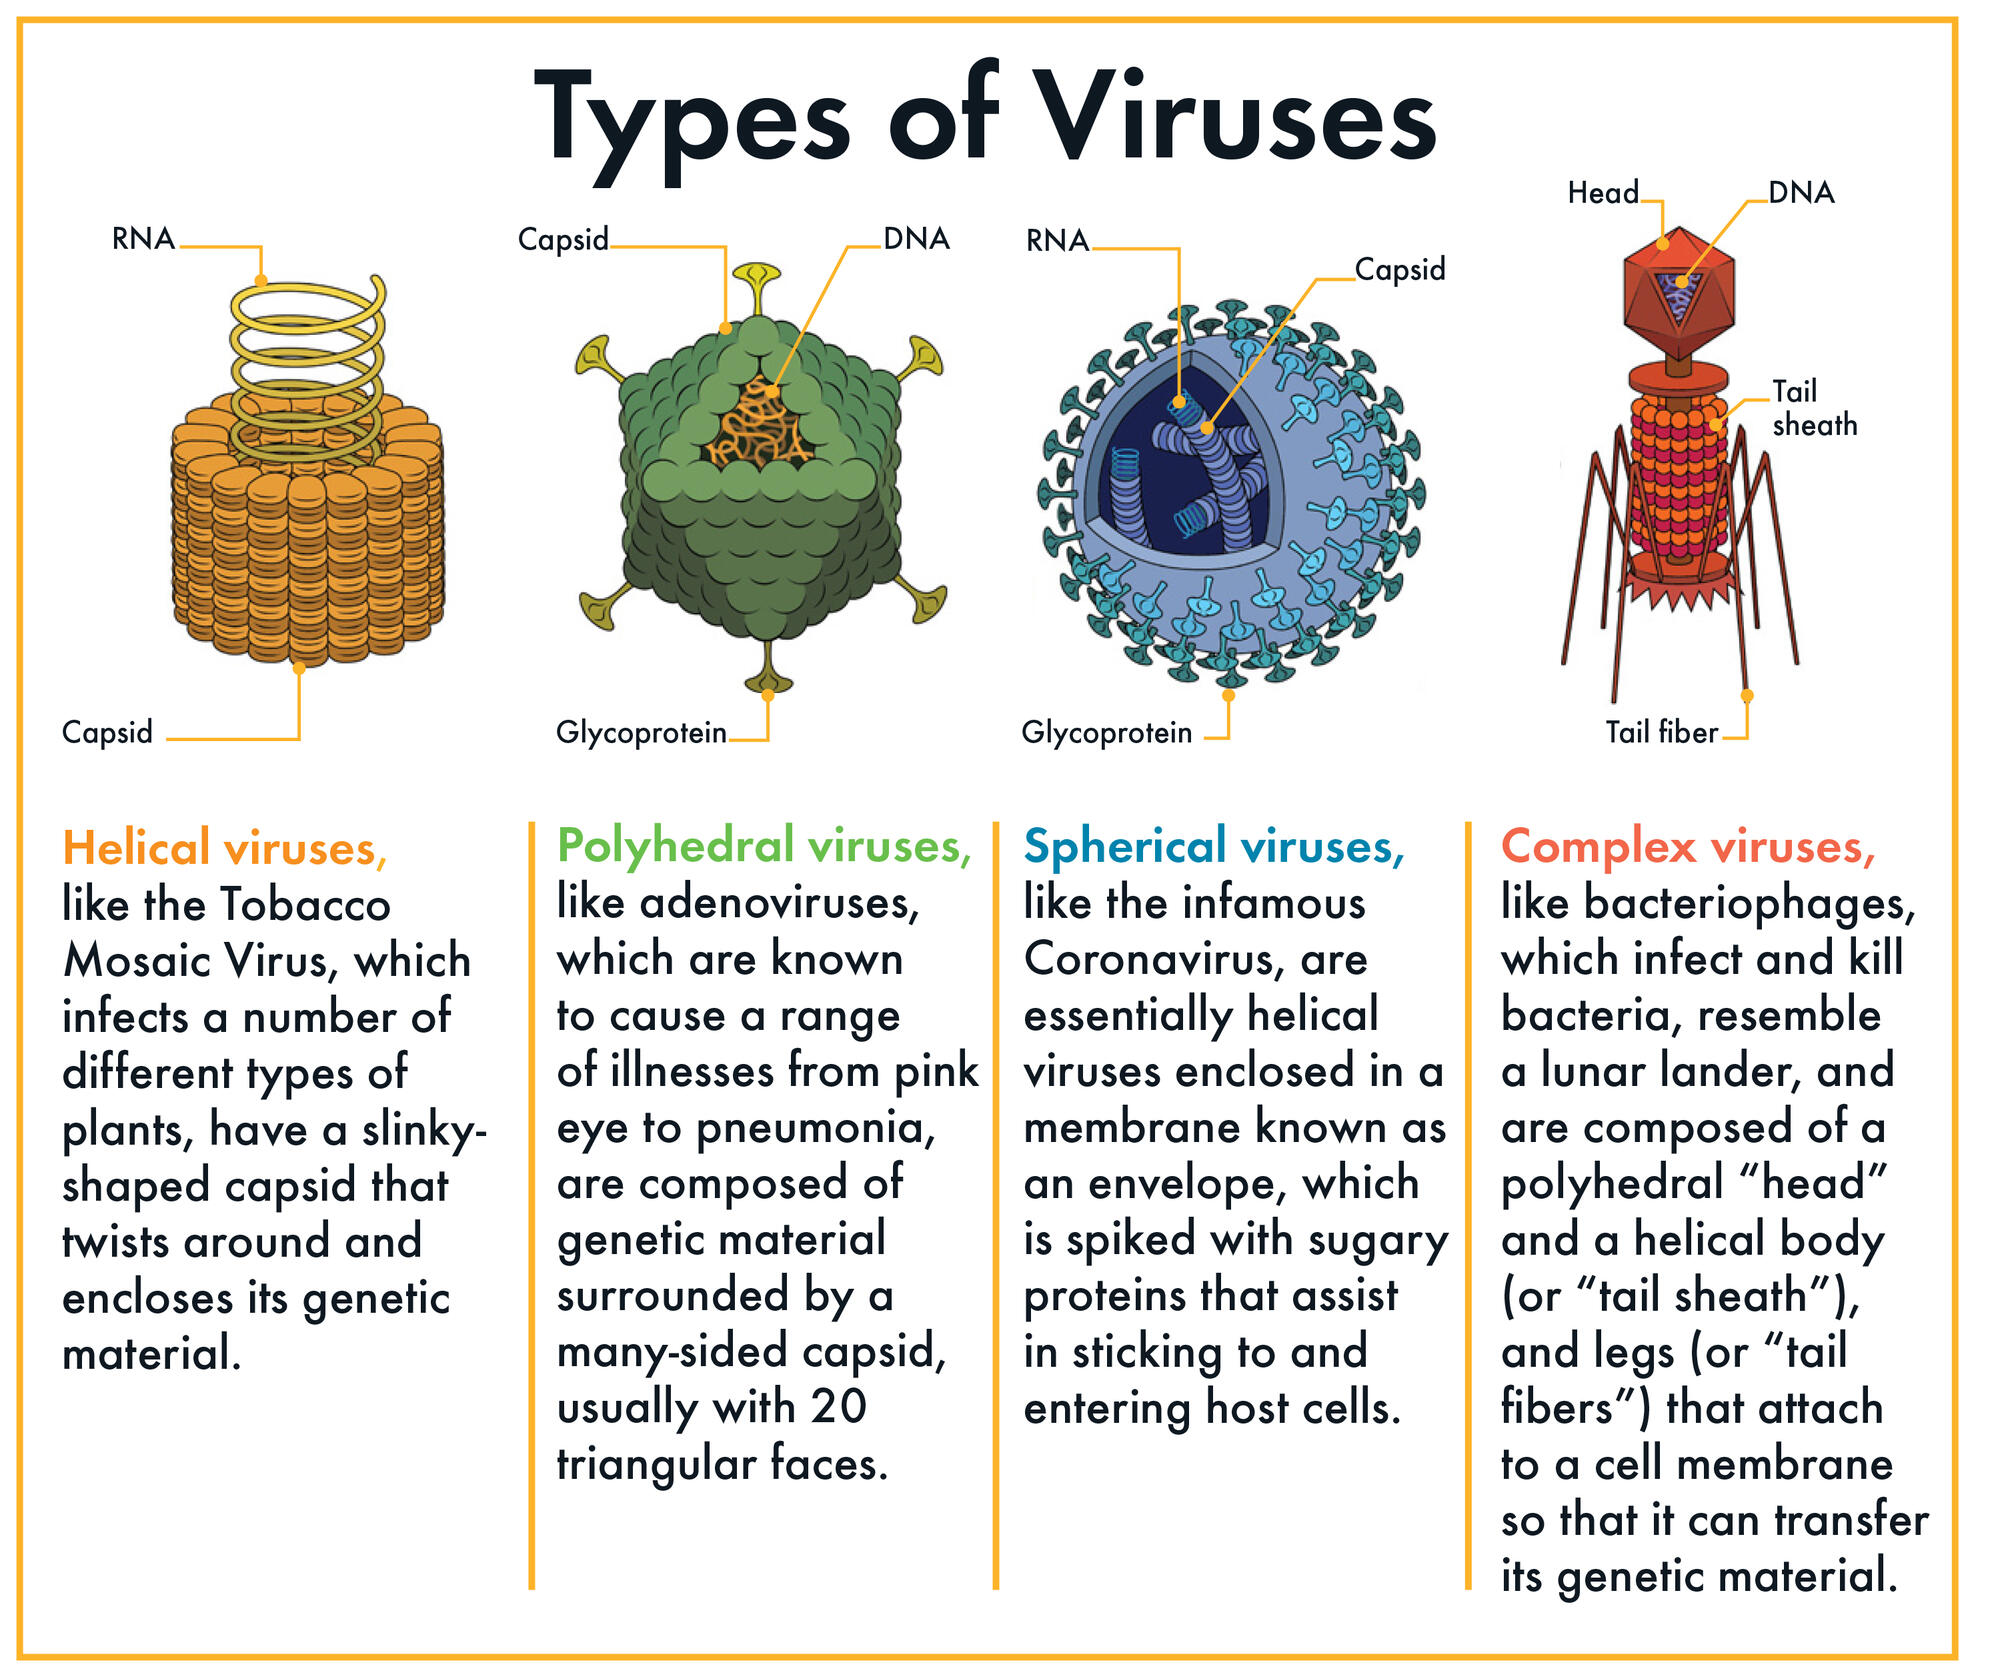 Types of Viruses
RNA
Capsid
Capsid
DNA
Glycoprotein
RNA
Capsid
Glycoprotein
Head
DNA
Tail
sheath
Tail fiber
Helical viruses,
like the Tobacco
Mosaic Virus, which
infects a number of
different types of
plants, have a slinky-
shaped capsid that
twists around and
encloses its genetic
material.
Polyhedral viruses,
like adenoviruses,
which are known
to cause a range
of illnesses from pink
eye to pneumonia,
are composed of
genetic material
surrounded by a
many-sided capsid,
usually with 20
triangular faces.
Spherical viruses,
like the infamous
Coronavirus, are
essentially helical
viruses enclosed in a
membrane known as
an envelope, which
is spiked with sugary
proteins that assist
in sticking to and
entering host cells.
Complex viruses,
like bacteriophages,
which infect and kill
bacteria, resemble
a lunar lander, and
are composed of a
polyhedral “head”
and a helical body
(or “tail sheath”),
and legs (or “tail
fibers”) that attach
to a cell membrane
so that it can transfer
its genetic material.